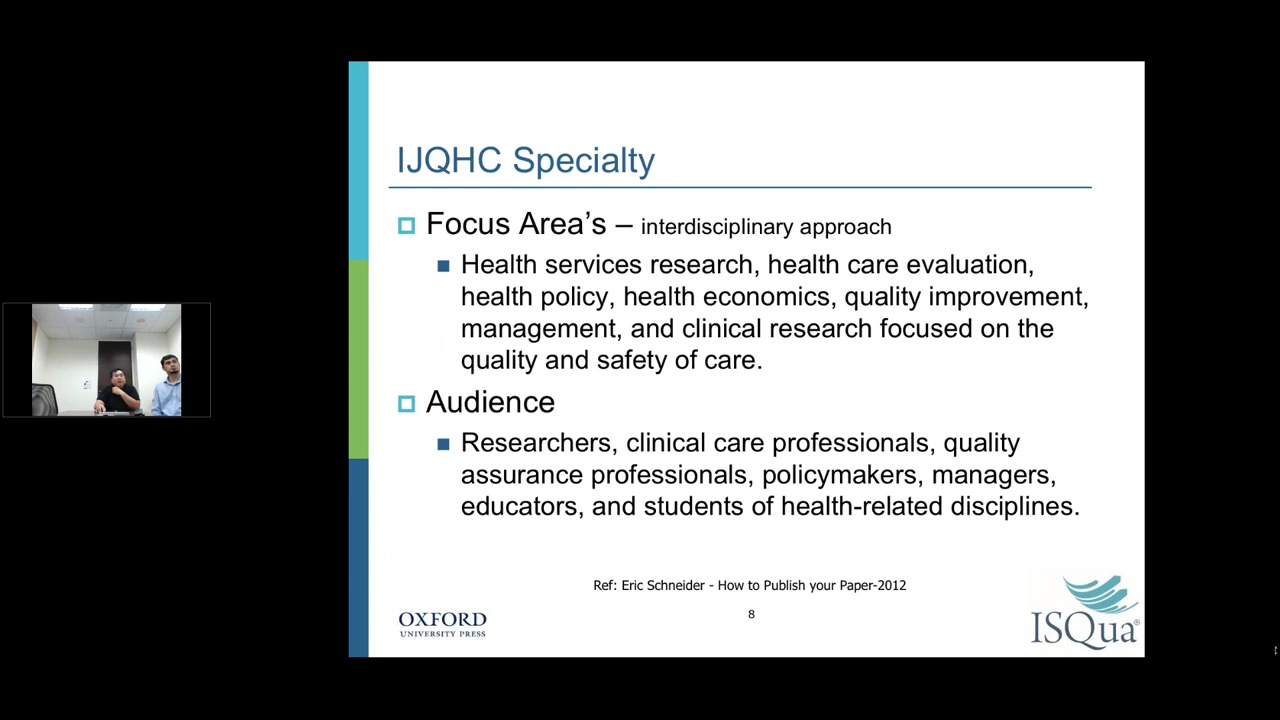 IJQHC Specialty
Focus Area's – interdisciplinary approach
Health services research, health care evaluation,
health policy, health economics, quality improvement,
management, and clinical research focused on the
quality and safety of care.
Audience
Researchers, clinical care professionals, quality
assurance professionals, policymakers, managers,
educators, and students of health-related disciplines.
Ref: Eric Schneider - How to Publish your Paper-2012
8
OXFORD
UNIVERSITY PRESS
ISQua®